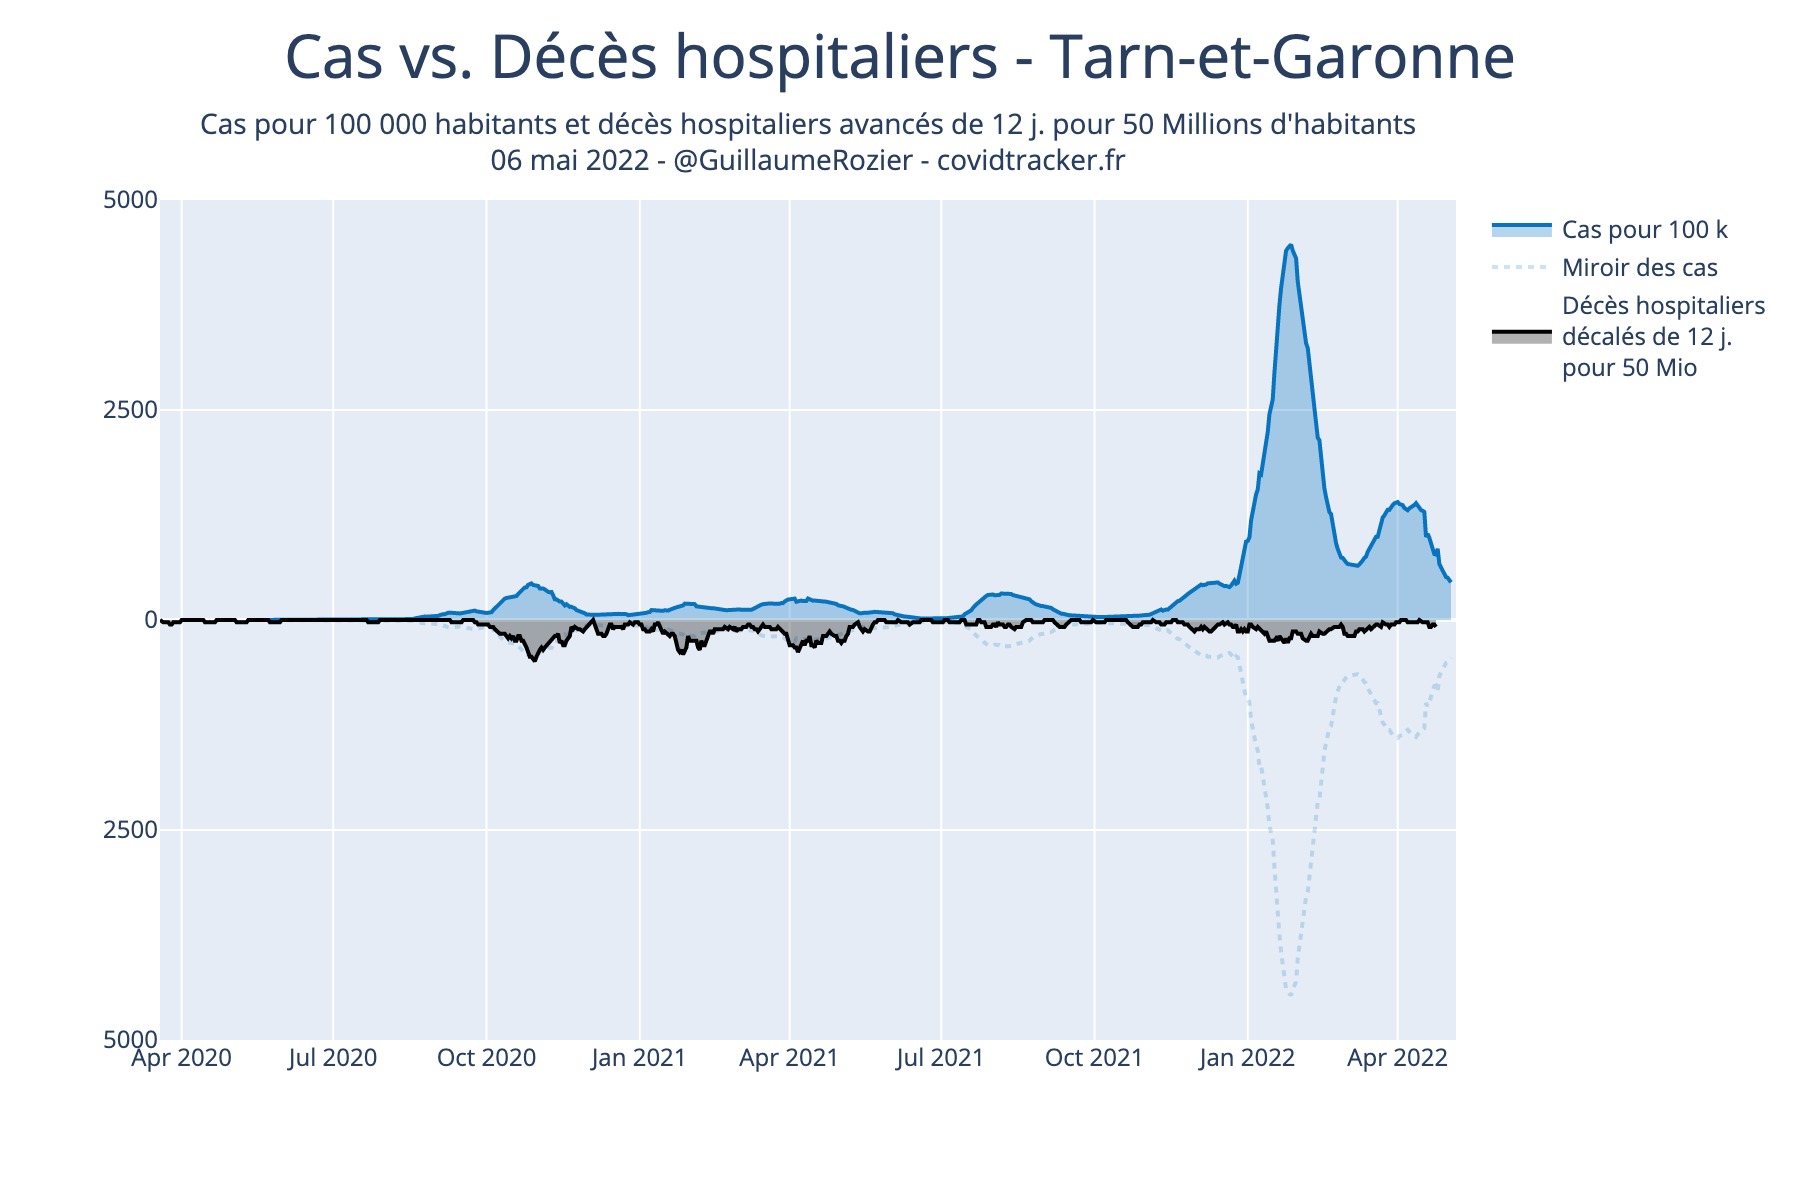 Cas vs. Décès hospitaliers - Tarn-et-Garonne
Cas pour 100 000 habitants et décès hospitaliers avancés de 12 j. pour 50 Millions d'habitants
06 mai 2022 - @GuillaumeRozier - covidtracker.fr
5000
2500
0
2500
5000
Apr 2020
Jul 2020
Oct 2020
Jan 2021
Apr 2021
Jul 2021
Oct 2021
Jan 2022
Apr 2022
Cas pour 100 k
Miroir des cas
Décès hospitaliers
décalés de 12 j.
pour 50 Mio